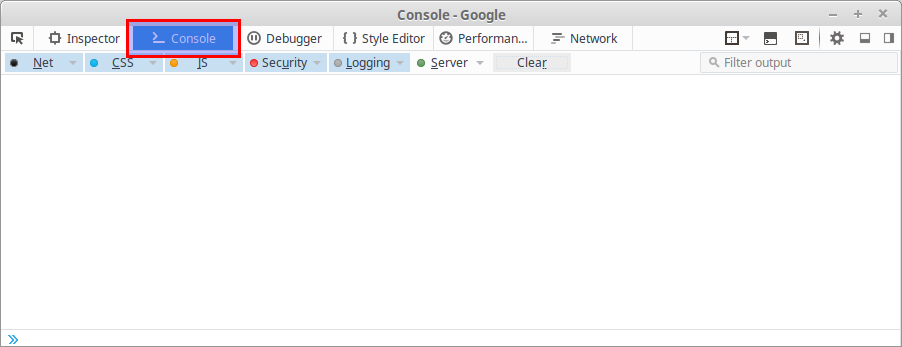 Console - Google
Inspector Console Debugger { } Style Editor Performan... Network
Net CSS JS Security Logging Server Clear Filter output